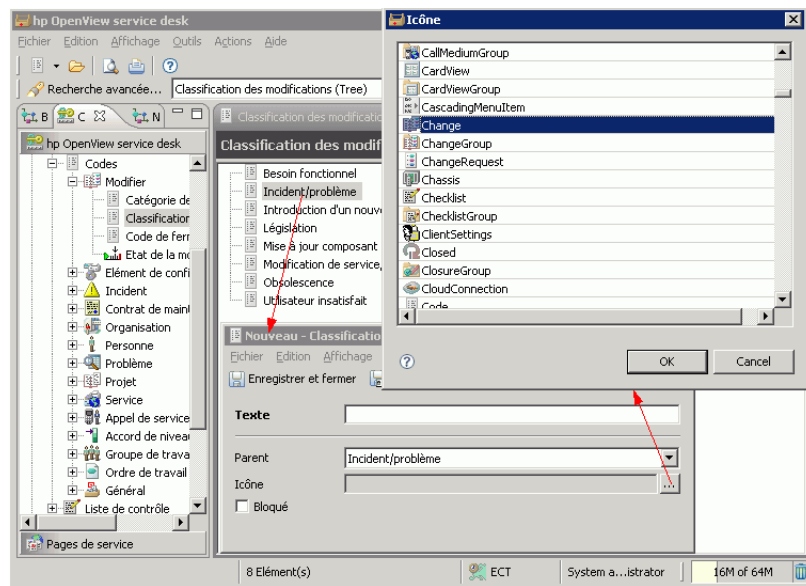 hp OpenView service desk
Fichier Edition Affichage Outils Actions Aide
Recherche avancée... Classification des modifications (Tree)
B C N
hp OpenView service desk
Codes
Modifier
Catégorie de
Classification
Code de ferr
Etat de la mo
Elément de confi
Incident
Contrat de maint
Organisation
Personne
Problème
Projet
Service
Appel de service
Accord de niveau
Groupe de trava
Ordre de travail
Général
Liste de contrôle
Pages de service
Classification des modificatio
Classification des modif
Besoin fonctionnel
Incident/problème
Introduction d'un nouv
Législation
Mise à jour composant
Modification de service,
Obsolescence
Utilisateur insatisfait
Nouveau - Classificatio
Fichier Edition Affichage
Enregistrer et fermer
Texte
Parent Incident/problème
Icône ...
Bloqué
Icône
CallMediumGroup
CardView
CardViewGroup
CascadingMenuItem
Change
ChangeGroup
ChangeRequest
Chassis
Checklist
ChecklistGroup
ClientSettings
Closed
ClosureGroup
CloudConnection
Code
OK Cancel
8 Elément(s) ECT System a...istrator 16M of 64M